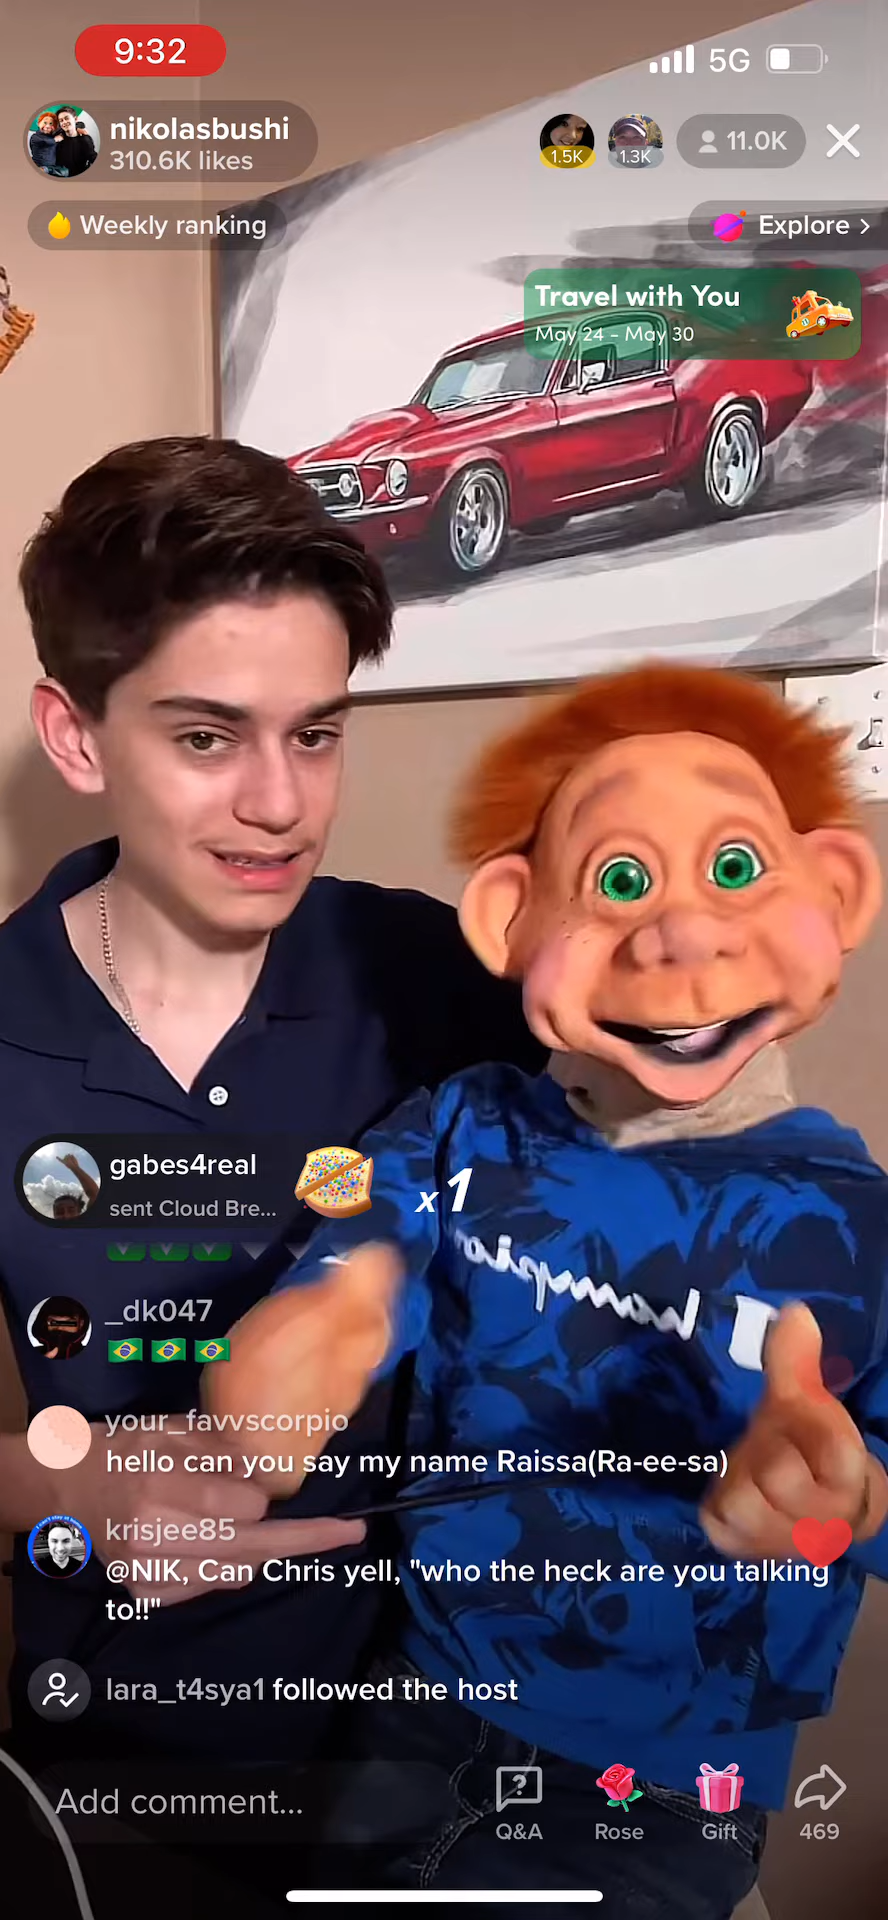 9:32
5G
nikolasbushi
310.6K likes
1.5K
1.3K
11.0K
Weekly ranking
Explore >
Travel with You
May 24 - May 30
gabes4real
sent Cloud Bre...
x1
Champion
_dk047
your_favvscorpio
hello can you say my name Raissa(Ra-ee-sa)
krisjee85
@NIK, Can Chris yell, "who the heck are you talking
to!!"
lara_t4sya1 followed the host
Add comment...
Q&A
Rose
Gift
469